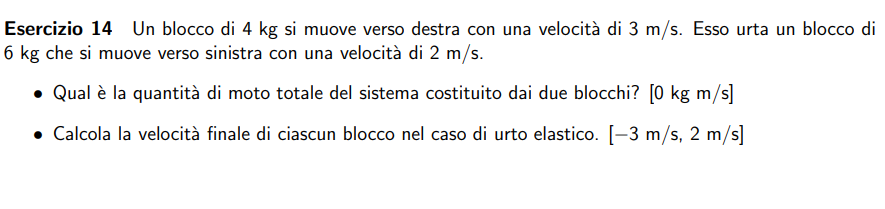 Esercizio 14 Un blocco di 4 kg si muove verso destra con una velocità di 3 m/s. Esso urta un blocco di
6 kg che si muove verso sinistra con una velocità di 2 m/s.
• Qual è la quantità di moto totale del sistema costituito dai due blocchi? [0 kg m/s]
• Calcola la velocità finale di ciascun blocco nel caso di urto elastico. [−3 m/s, 2 m/s]